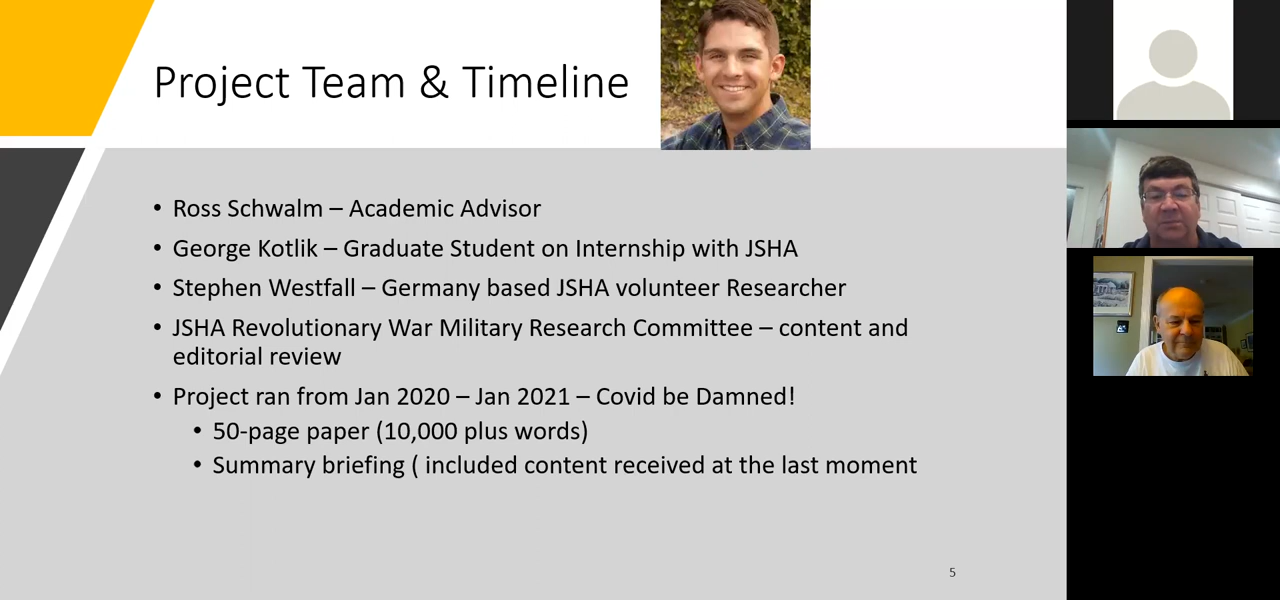 Project Team & Timeline
• Ross Schwalm – Academic Advisor
• George Kotlik – Graduate Student on Internship with JSHA
• Stephen Westfall – Germany based JSHA volunteer Researcher
• JSHA Revolutionary War Military Research Committee – content and
editorial review
• Project ran from Jan 2020 – Jan 2021 – Covid be Damned!
• 50-page paper (10,000 plus words)
• Summary briefing ( included content received at the last moment
5